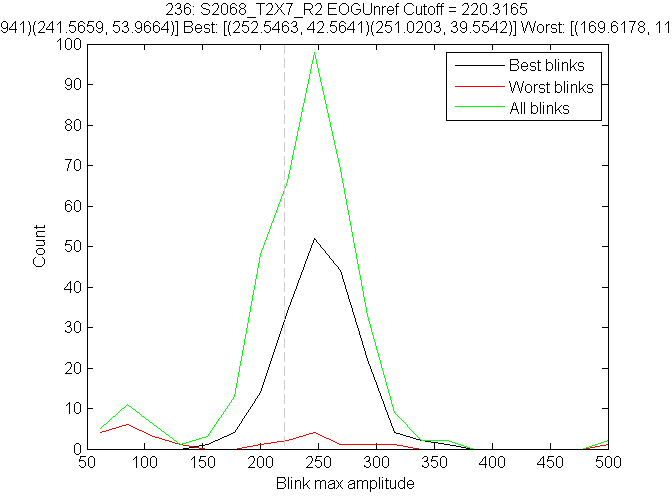 236: S2068_T2X7_R2 EOGUnref Cutoff = 220.3165
941)(241.5659, 53.9664)] Best: [(252.5463, 42.5641)(251.0203, 39.5542)] Worst: [(169.6178, 11
100
90
80
70
60
50
40
30
20
10
0
Count
Best blinks
Worst blinks
All blinks
50 100 150 200 250 300 350 400 450 500
Blink max amplitude